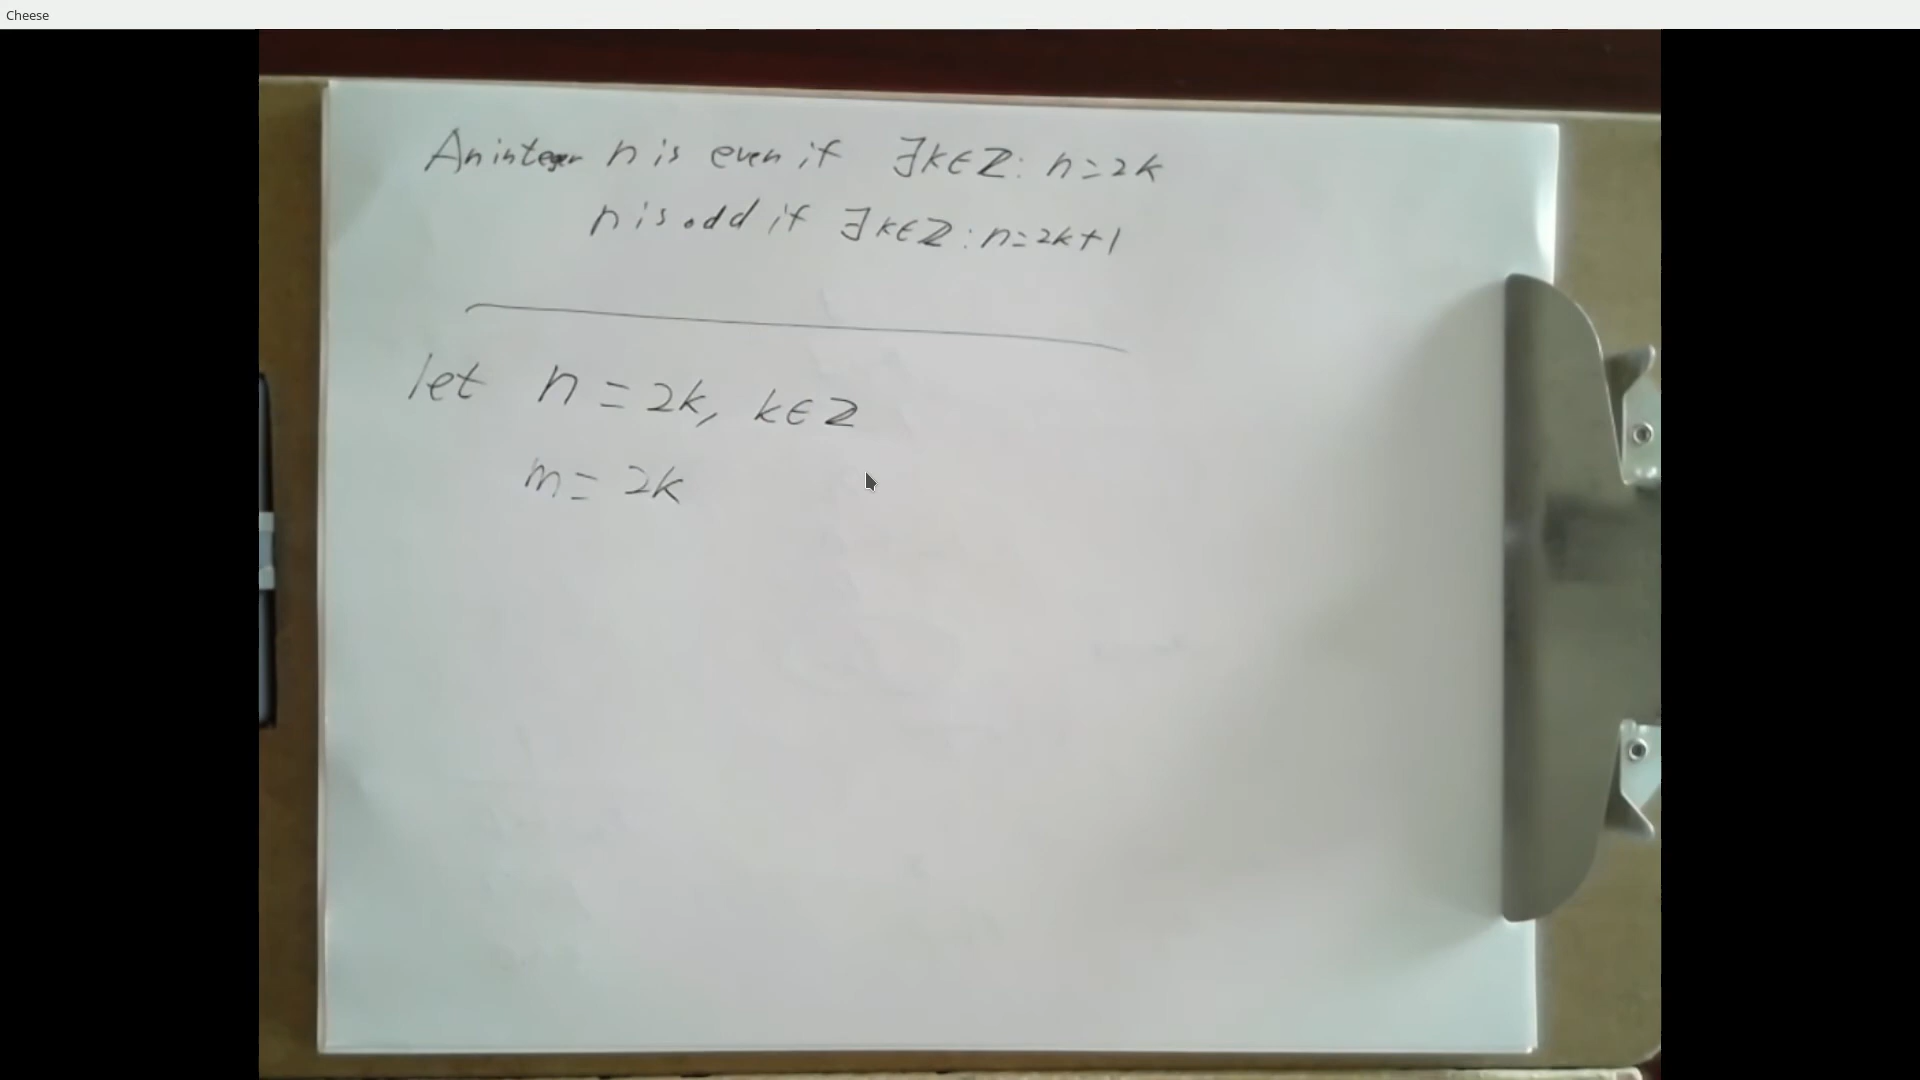 Cheese
An integer n is even if ∃k∈ℤ: n=2k
n is odd if ∃k∈ℤ: n=2k+1
let n = 2k, k∈ℤ
m = 2k